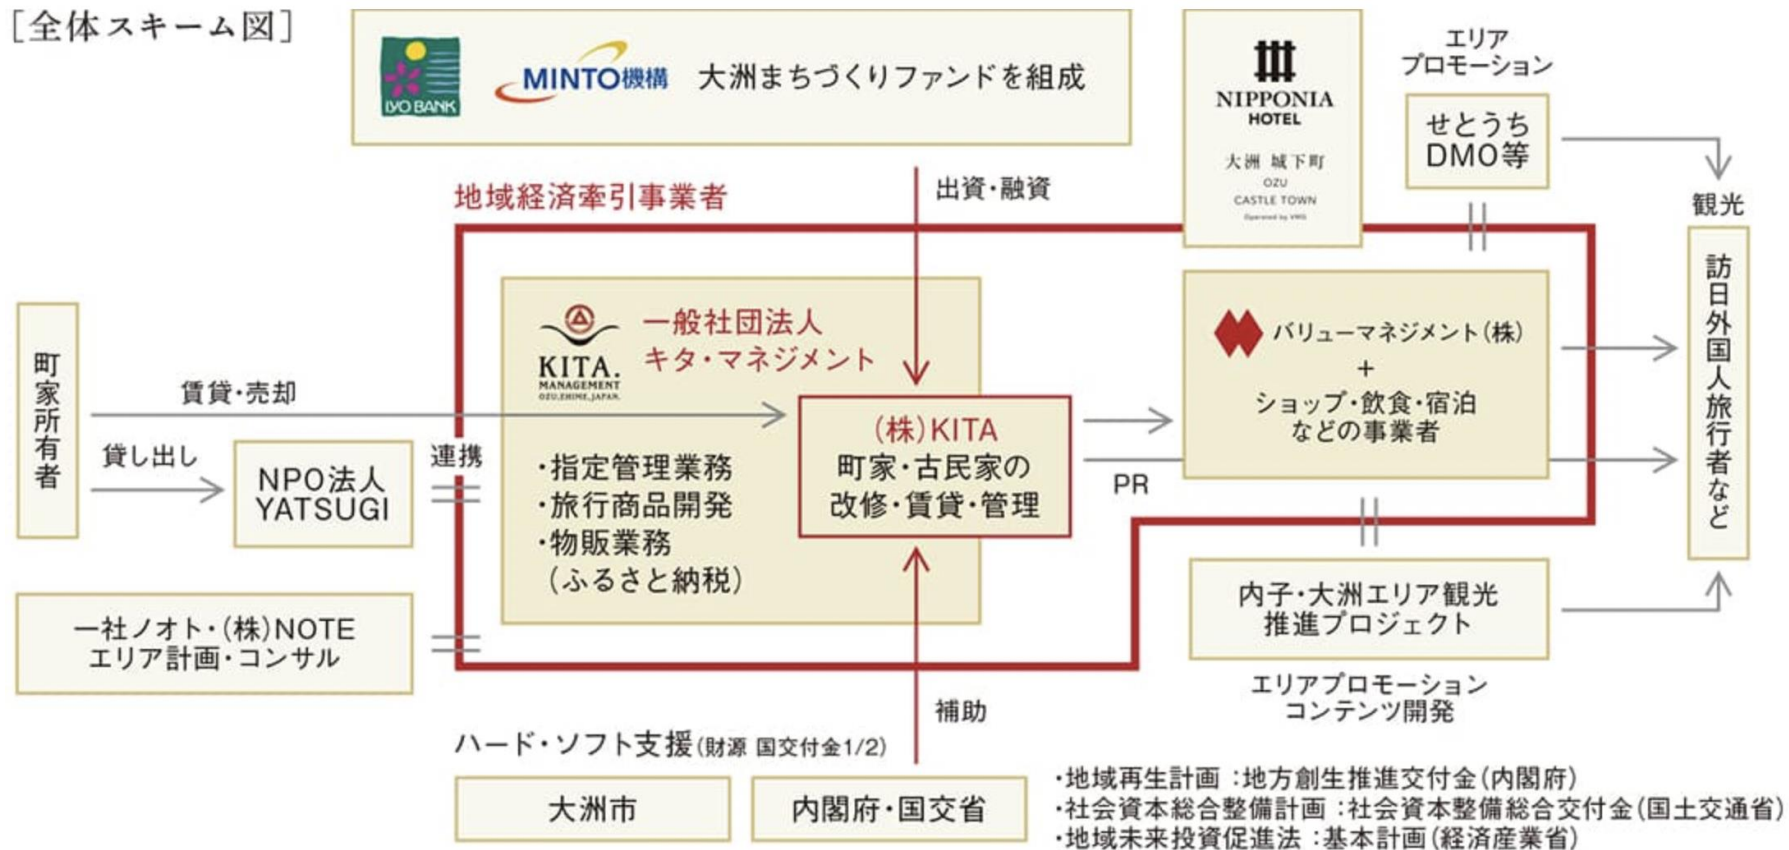 ［全体スキーム図］
IYO BANK
MINTO機構
大洲まちづくりファンドを組成
NIPPONIA
HOTEL
大洲 城下町
OZU
CASTLE TOWN
Operated by VMG
エリア
プロモーション
せとうち
DMO等
観光
訪日外国人旅行者など
地域経済牽引事業者
出資・融資
町家所有者
賃貸・売却
貸し出し
NPO法人
YATSUGI
連携
KITA.
MANAGEMENT
OZU,EHIME,JAPAN.
一般社団法人
キタ・マネジメント
・指定管理業務
・旅行商品開発
・物販業務
（ふるさと納税）
（株）KITA
町家・古民家の
改修・賃貸・管理
PR
バリューマネジメント（株）
+
ショップ・飲食・宿泊
などの事業者
一社ノオト・（株）NOTE
エリア計画・コンサル
内子・大洲エリア観光
推進プロジェクト
エリアプロモーション
コンテンツ開発
補助
ハード・ソフト支援（財源 国交付金1/2）
大洲市
内閣府・国交省
・地域再生計画：地方創生推進交付金（内閣府）
・社会資本総合整備計画：社会資本整備総合交付金（国土交通省）
・地域未来投資促進法：基本計画（経済産業省）